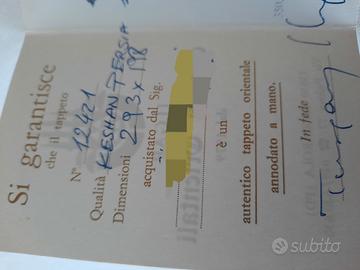 Si garantisce
che il tappeto
N° 12421
Qualità KESHAN PERSIA
Dimensioni 293 x 198
acquistato dal Sig.
è un
autentico tappeto orientale
annodato a mano.
In fede
subito